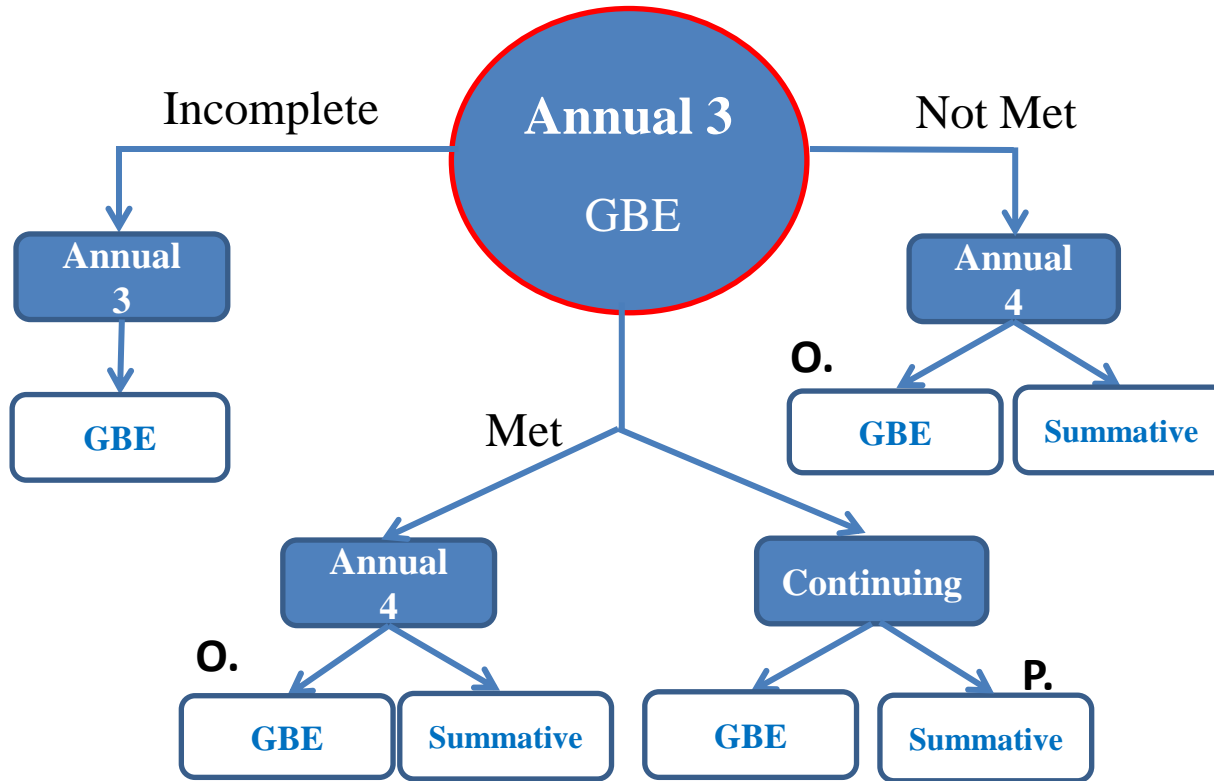 Incomplete
Annual 3
GBE
Not Met
Annual
3
GBE
Annual
4
O.
GBE
Summative
Met
Annual
4
O.
GBE
Summative
Continuing
P.
GBE
Summative